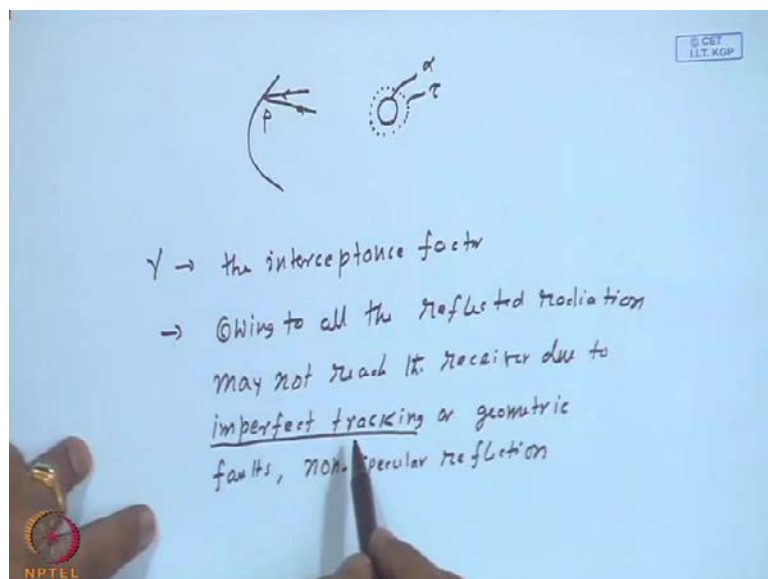 © CET
I.I.T. KGP
α
τ
ρ
γ → the interceptance factor
→ Owing to all the reflected radiation
may not reach the receiver due to
imperfect tracking or geometric
faults, non-specular reflection
NPTEL